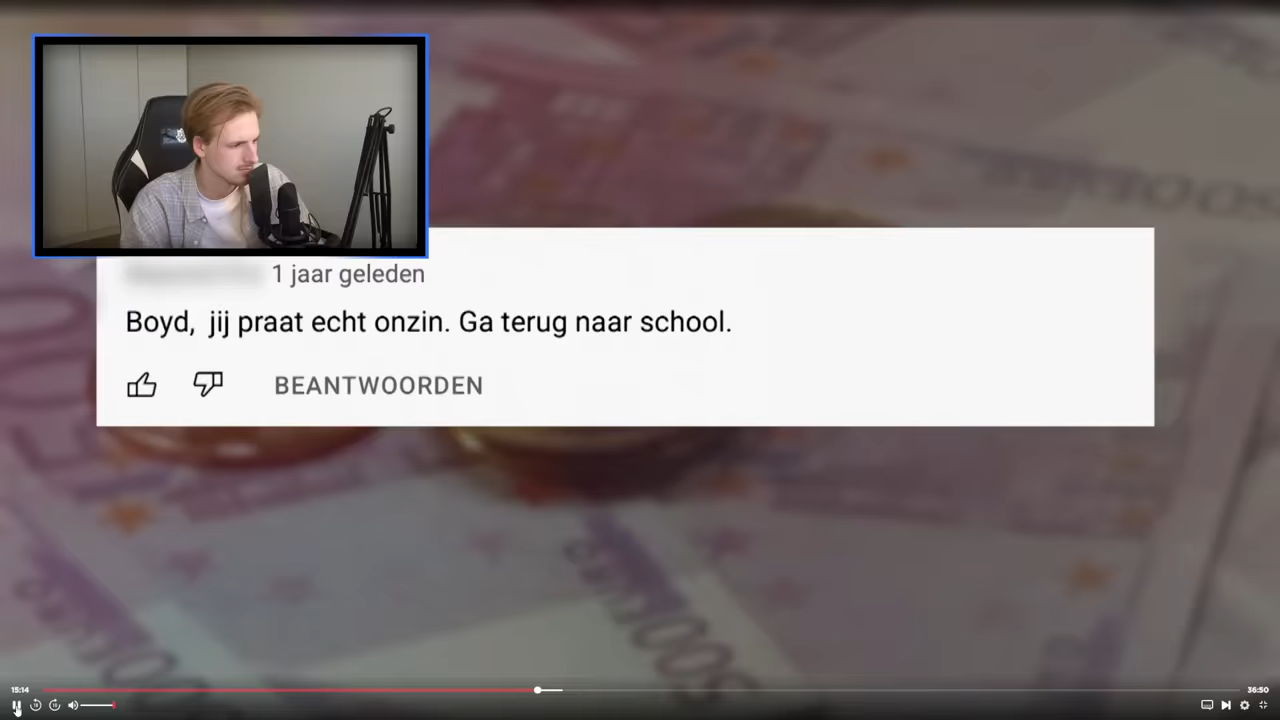 1 jaar geleden
Boyd, jij praat echt onzin. Ga terug naar school.
BEANTWOORDEN
15:14
36:50